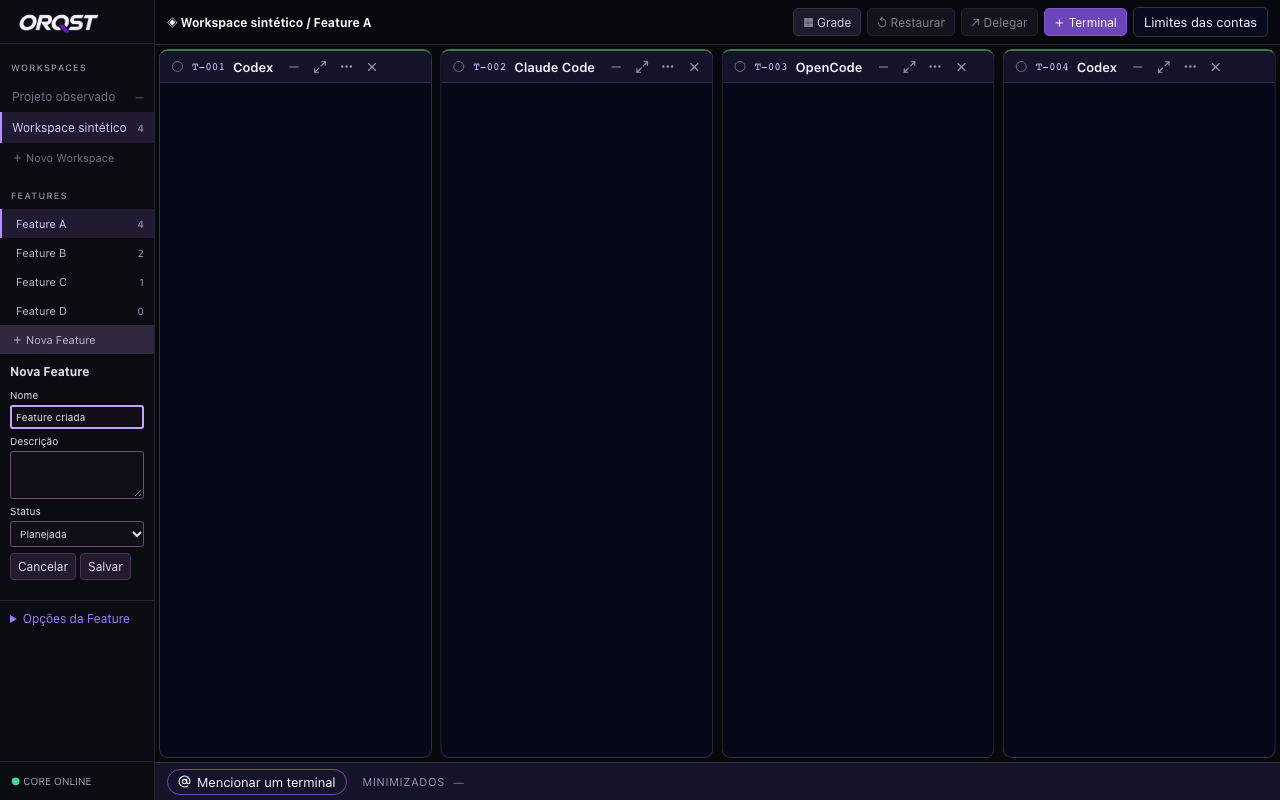 ORQST
◈ Workspace sintético / Feature A
Grade
Restaurar
Delegar
+ Terminal
Limites das contas
WORKSPACES
Projeto observado —
Workspace sintético 4
+ Novo Workspace
FEATURES
Feature A 4
Feature B 2
Feature C 1
Feature D 0
+ Nova Feature
Nova Feature
Nome
Feature criada
Descrição
Status
Planejada
Cancelar
Salvar
Opções da Feature
CORE ONLINE
T-001 Codex
T-002 Claude Code
T-003 OpenCode
T-004 Codex
@ Mencionar um terminal
MINIMIZADOS —